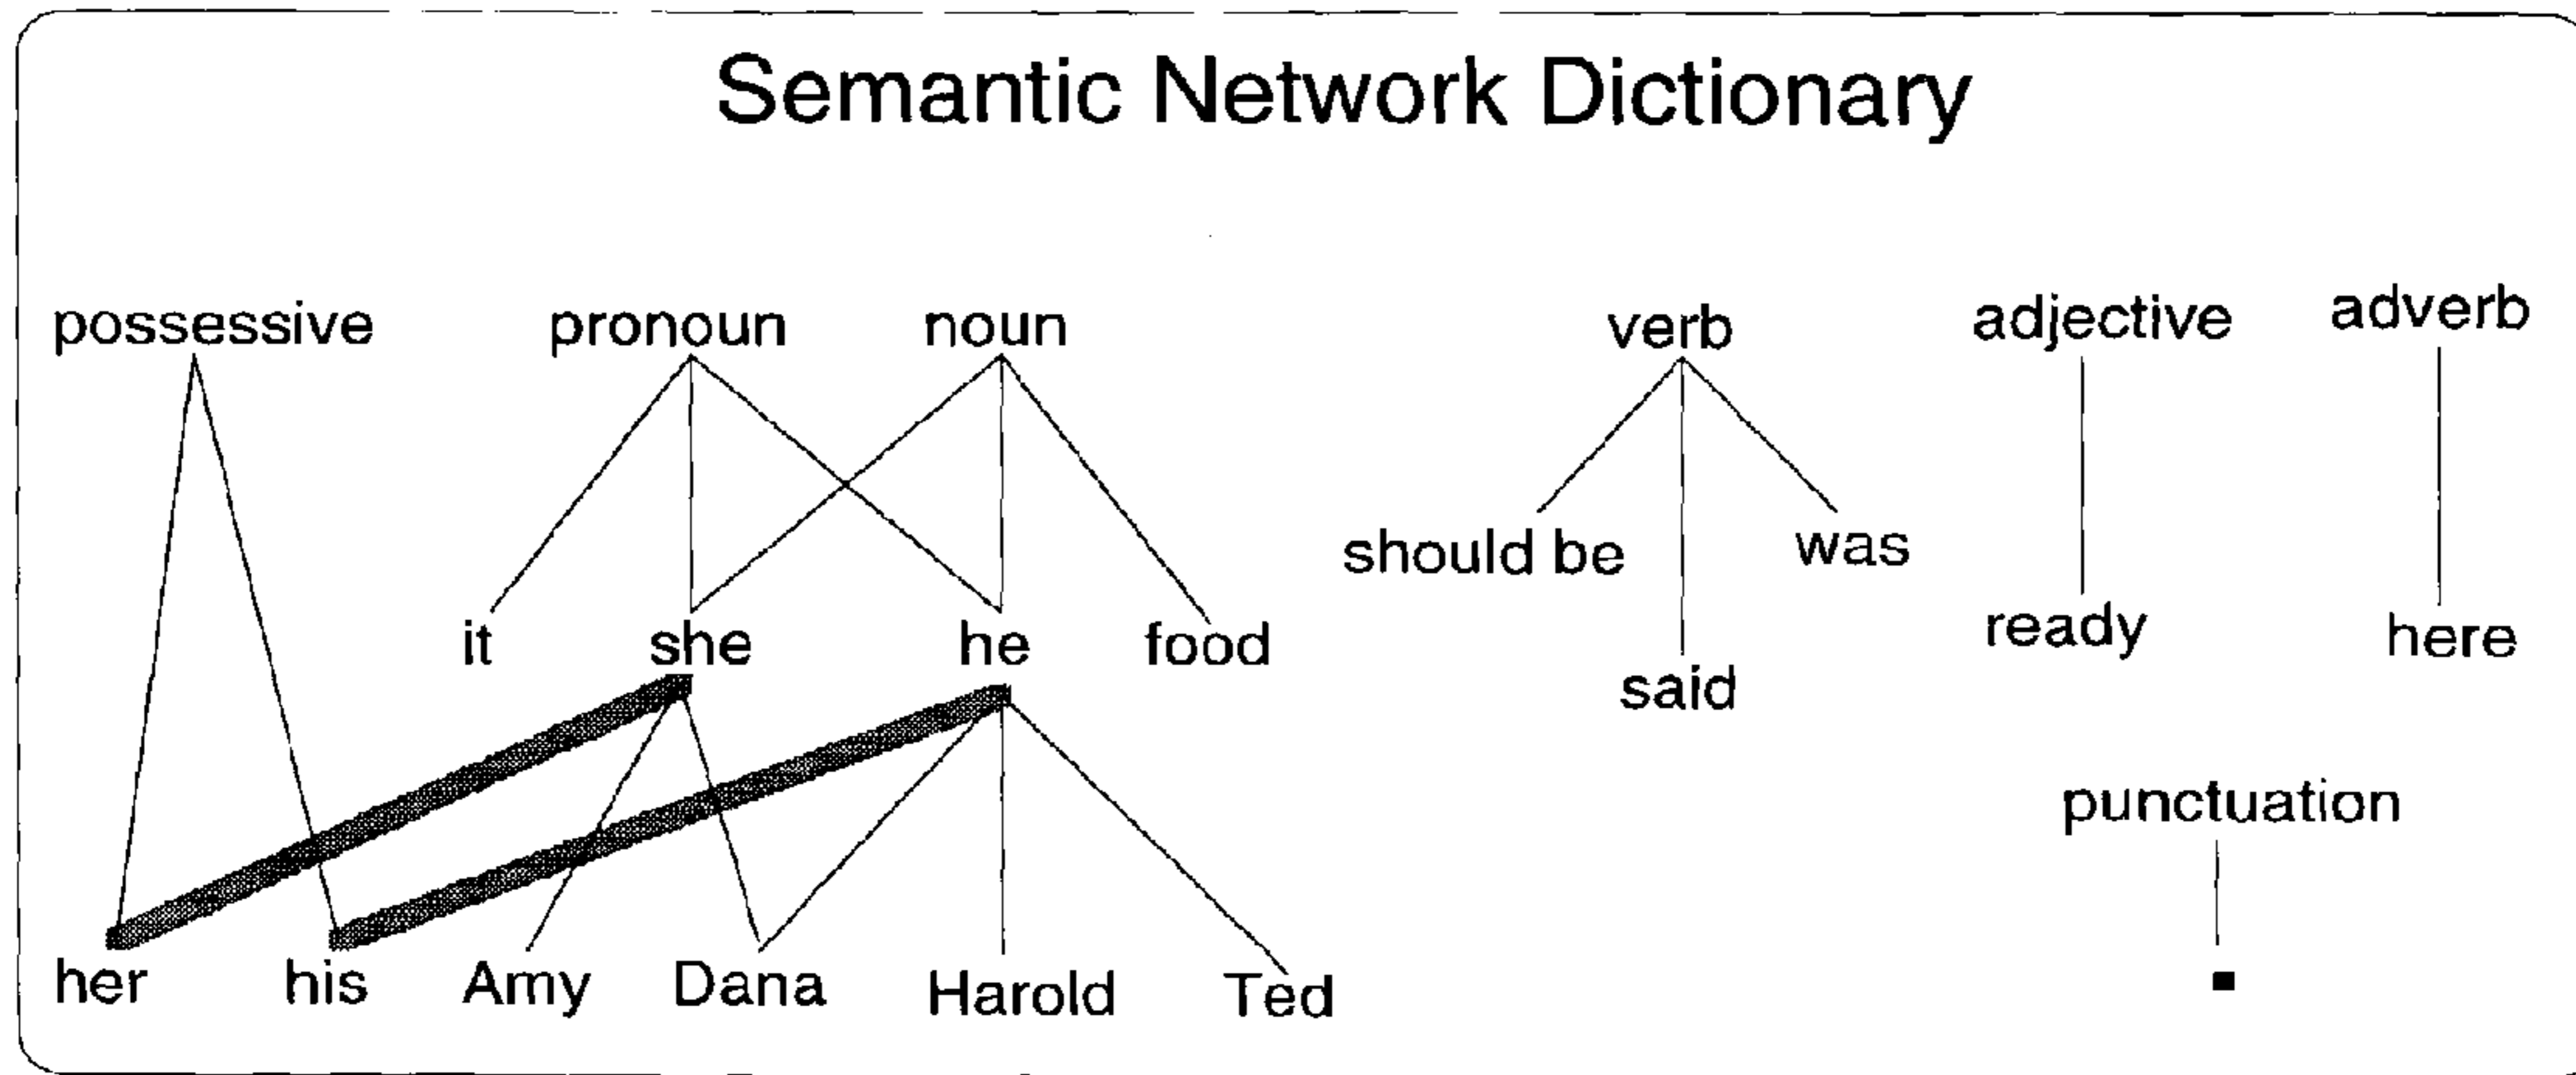 Semantic Network Dictionary
possessive pronoun noun verb adjective adverb
should be was
it she he food ready here
said
punctuation
her his Amy Dana Harold Ted .